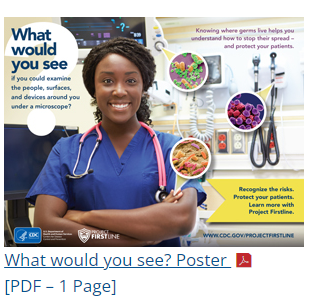 What
would
you see
if you could examine
the people, surfaces,
and devices around you
under a microscope?
Knowing where germs live helps you
understand how to stop their spread –
and protect your patients.
Recognize the risks.
Protect your patients.
Learn more with
Project Firstline.
CDC
PROJECT
FIRSTLINE
WWW.CDC.GOV/PROJECTFIRSTLINE
What would you see? Poster
[PDF – 1 Page]